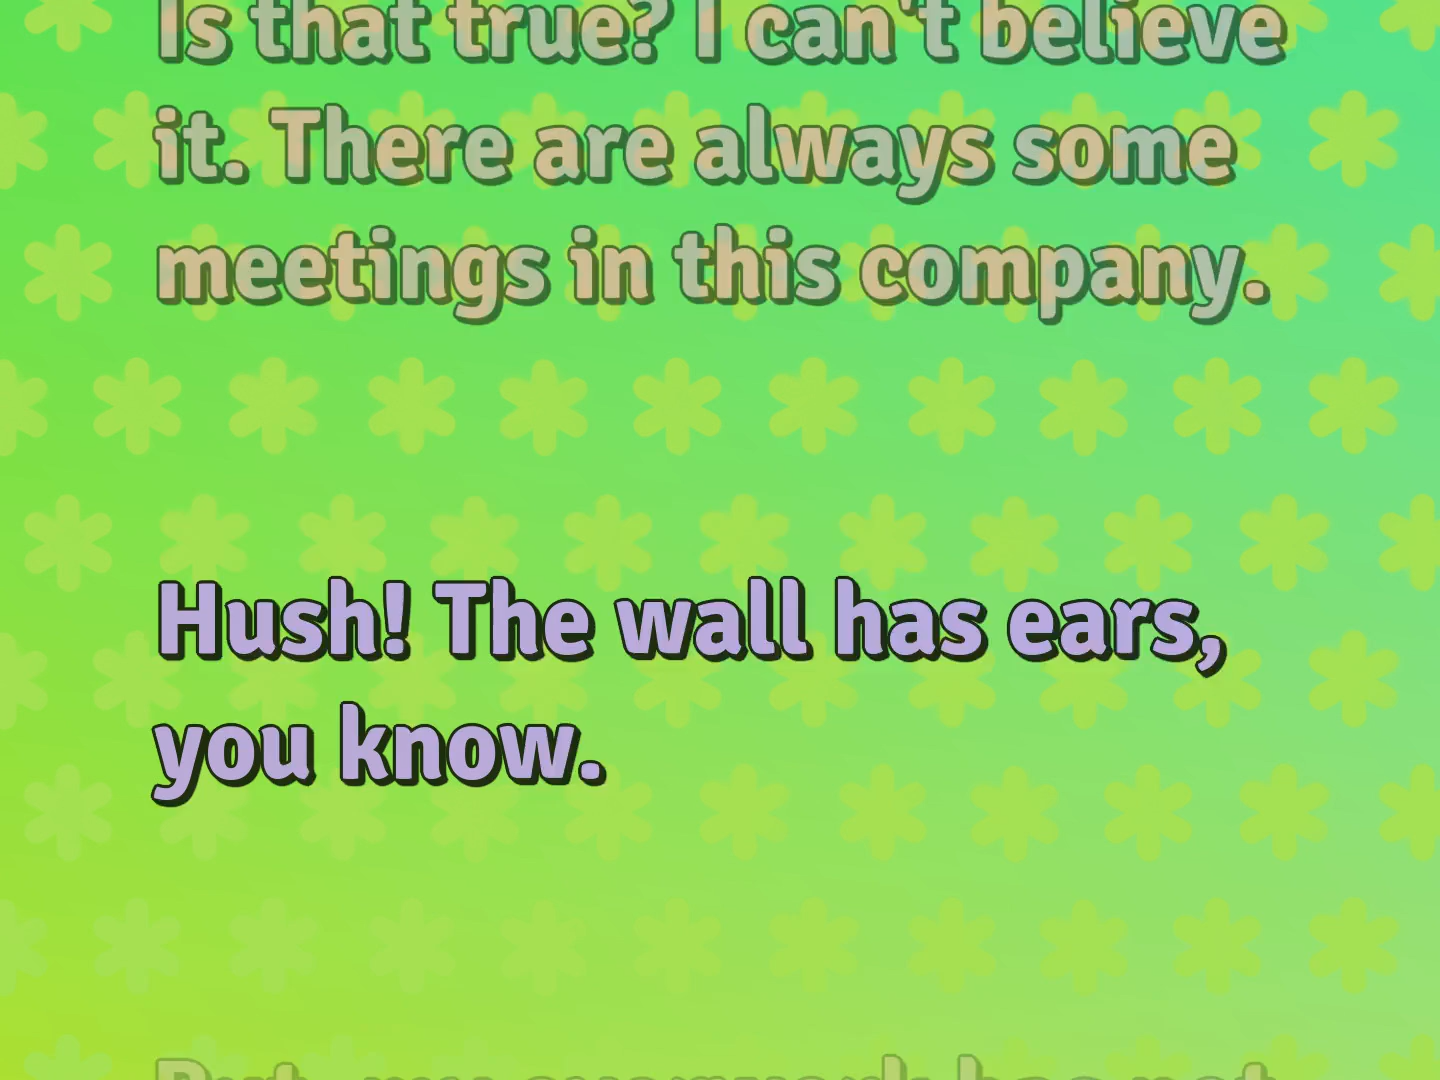 Is that true? I can't believe
it. There are always some
meetings in this company.
Hush! The wall has ears,
you know.